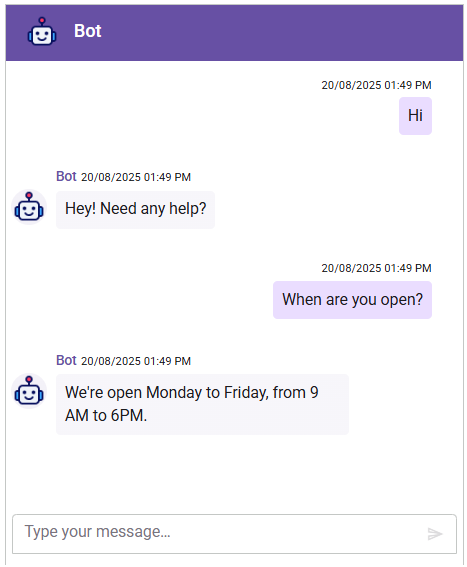 Bot
20/08/2025 01:49 PM
Hi
Bot 20/08/2025 01:49 PM
Hey! Need any help?
20/08/2025 01:49 PM
When are you open?
Bot 20/08/2025 01:49 PM
We're open Monday to Friday, from 9
AM to 6PM.
Type your message...